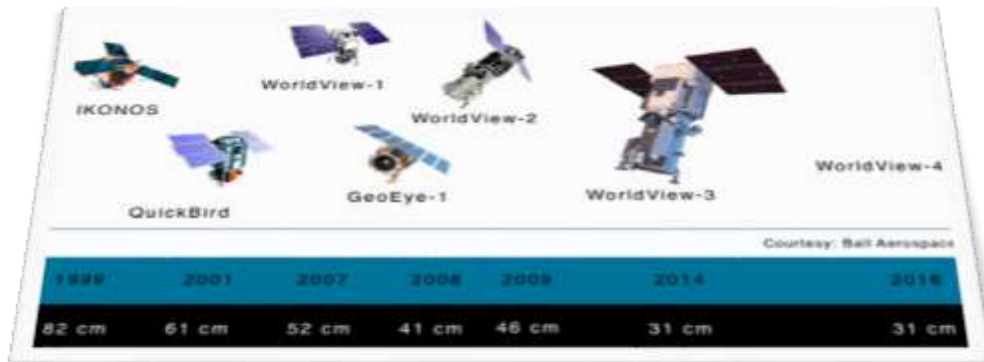 WorldView-1
IKONOS
WorldView-2
WorldView-4
GeoEye-1
WorldView-3
QuickBird
Courtesy: Ball Aerospace
1999 2001 2007 2008 2009 2014 2016
82 cm 61 cm 52 cm 41 cm 46 cm 31 cm 31 cm